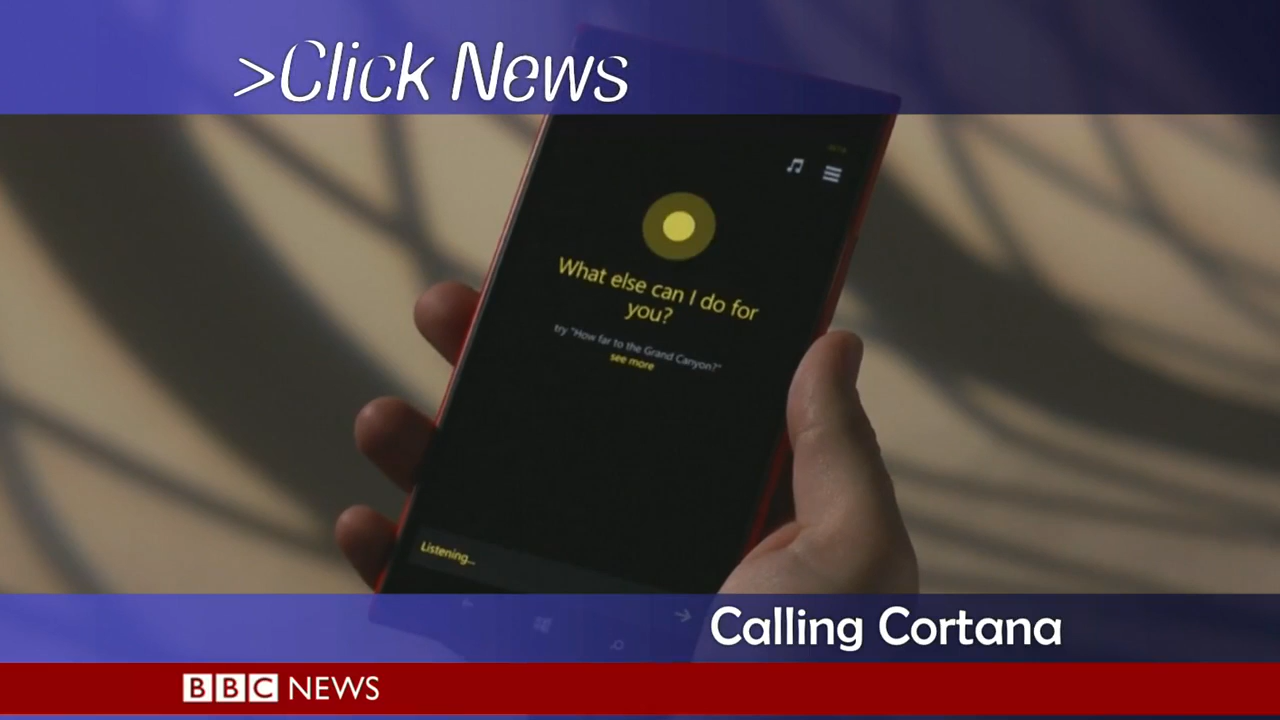 >Click News
What else can I do for
you?
try "How far to the Grand Canyon?"
see more
Listening...
Calling Cortana
BBC NEWS